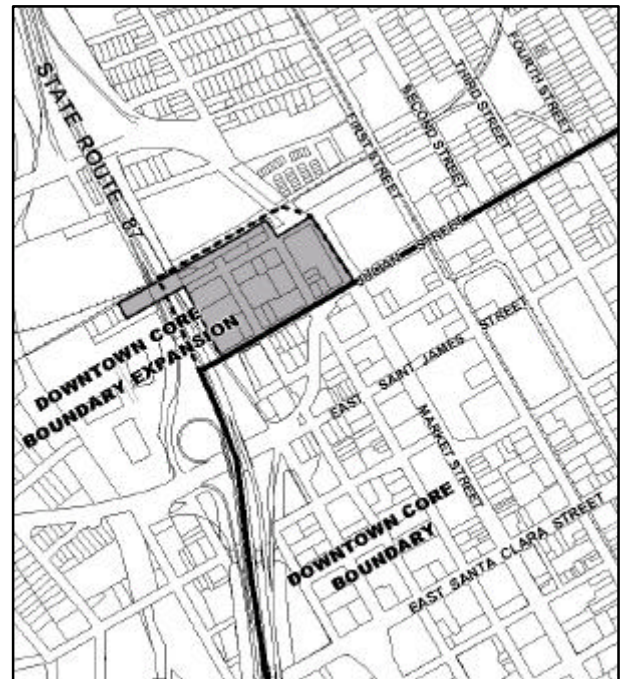 STATE ROUTE 87
FIRST STREET
SECOND STREET
THIRD STREET
FOURTH STREET
STREET
DOWNTOWN CORE
BOUNDARY EXPANSION
EAST SAINT JAMES STREET
MARKET STREET
DOWNTOWN CORE
BOUNDARY
EAST SANTA CLARA STREET